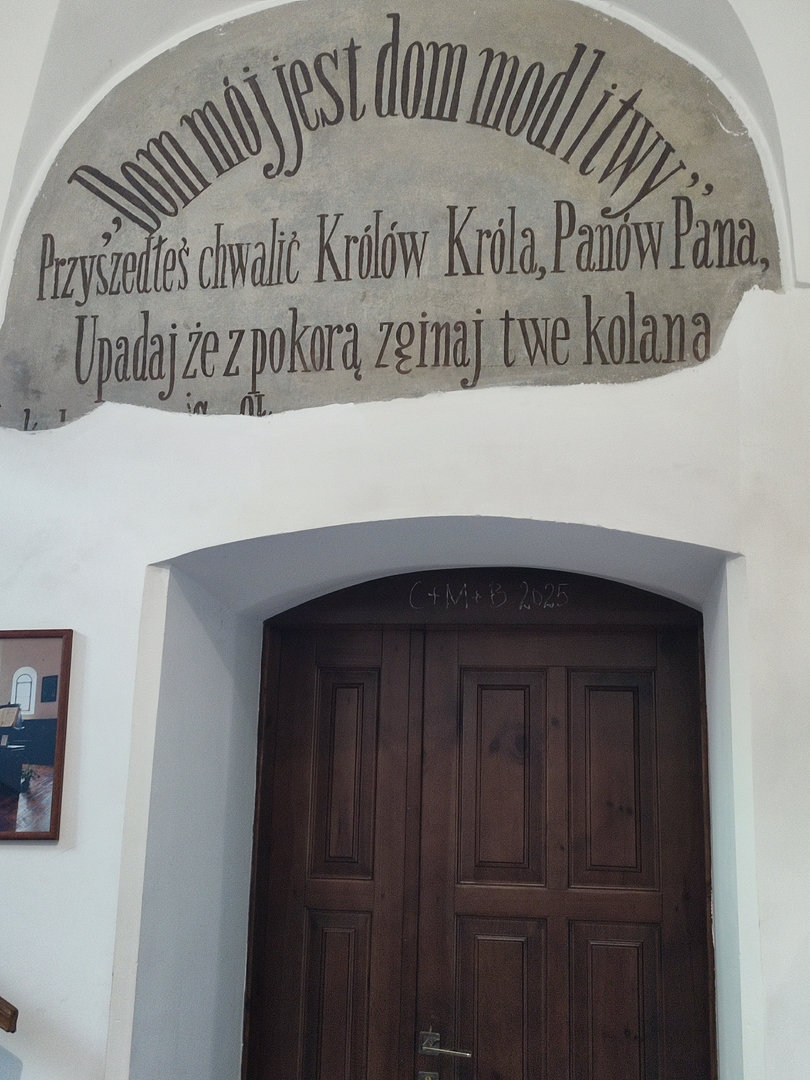 „Dom mój jest dom modlitwy”
Przyszedłeś chwalić Królów Króla, Panów Pana,
Upadaj że z pokorą zginaj twe kolana
C+M+B 2025